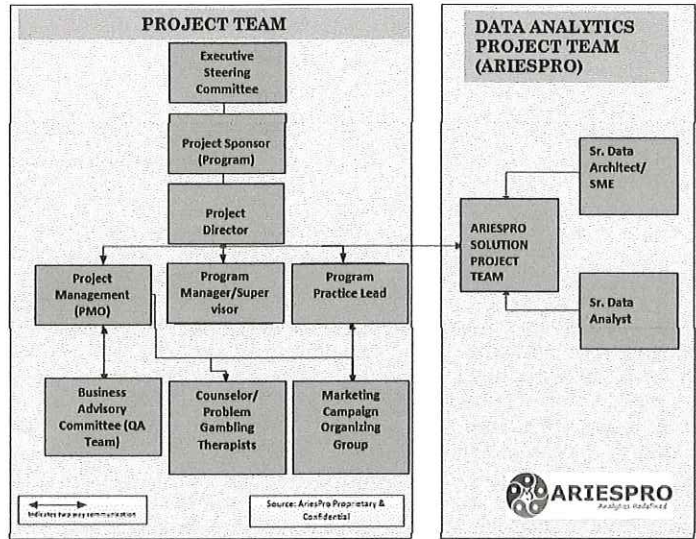 PROJECT TEAM
Executive
Steering
Committee
Project Sponsor
(Program)
Project
Director
Project
Management
(PMO)
Program
Manager/Super
visor
Program
Practice Lead
Business
Advisory
Committee (QA
Team)
Counselor/
Problem
Gambling
Therapists
Marketing
Campaign
Organizing
Group
Indicates two way communication
Source: AriesPro Proprietary &
Confidential
DATA ANALYTICS
PROJECT TEAM
(ARIESPRO)
Sr. Data
Architect/
SME
ARIESPRO
SOLUTION
PROJECT
TEAM
Sr. Data
Analyst
ARIESPRO
Analytics Redefined